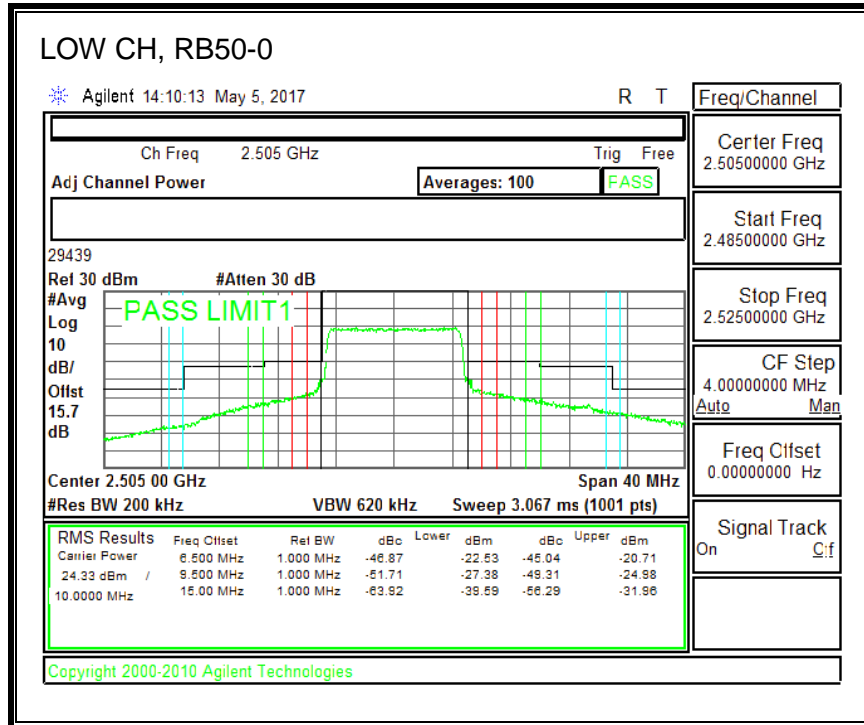 LOW CH, RB50-0
Agilent 14:10:13 May 5, 2017 R T
Freq/Channel
Ch Freq 2.505 GHz Trig Free
Adj Channel Power Averages: 100 PASS
Center Freq
2.50500000 GHz
Start Freq
2.48500000 GHz
Stop Freq
2.52500000 GHz
CF Step
4.00000000 MHz
Auto Man
Freq Offset
0.00000000 Hz
Signal Track
On Off
29439
Ref 30 dBm #Atten 30 dB
#Avg
Log
10
dB/
Offst
15.7
dB
PASS LIMIT1
Center 2.505 00 GHz Span 40 MHz
#Res BW 200 kHz VBW 620 kHz Sweep 3.067 ms (1001 pts)
RMS Results Freq Offset Ref BW dBc Lower dBm dBc Upper dBm
Carrier Power 6.500 MHz 1.000 MHz -46.87 -22.53 -45.04 -20.71
24.33 dBm / 9.500 MHz 1.000 MHz -51.71 -27.38 -49.31 -24.98
10.0000 MHz 15.00 MHz 1.000 MHz -63.92 -39.59 -56.29 -31.96
Copyright 2000-2010 Agilent Technologies